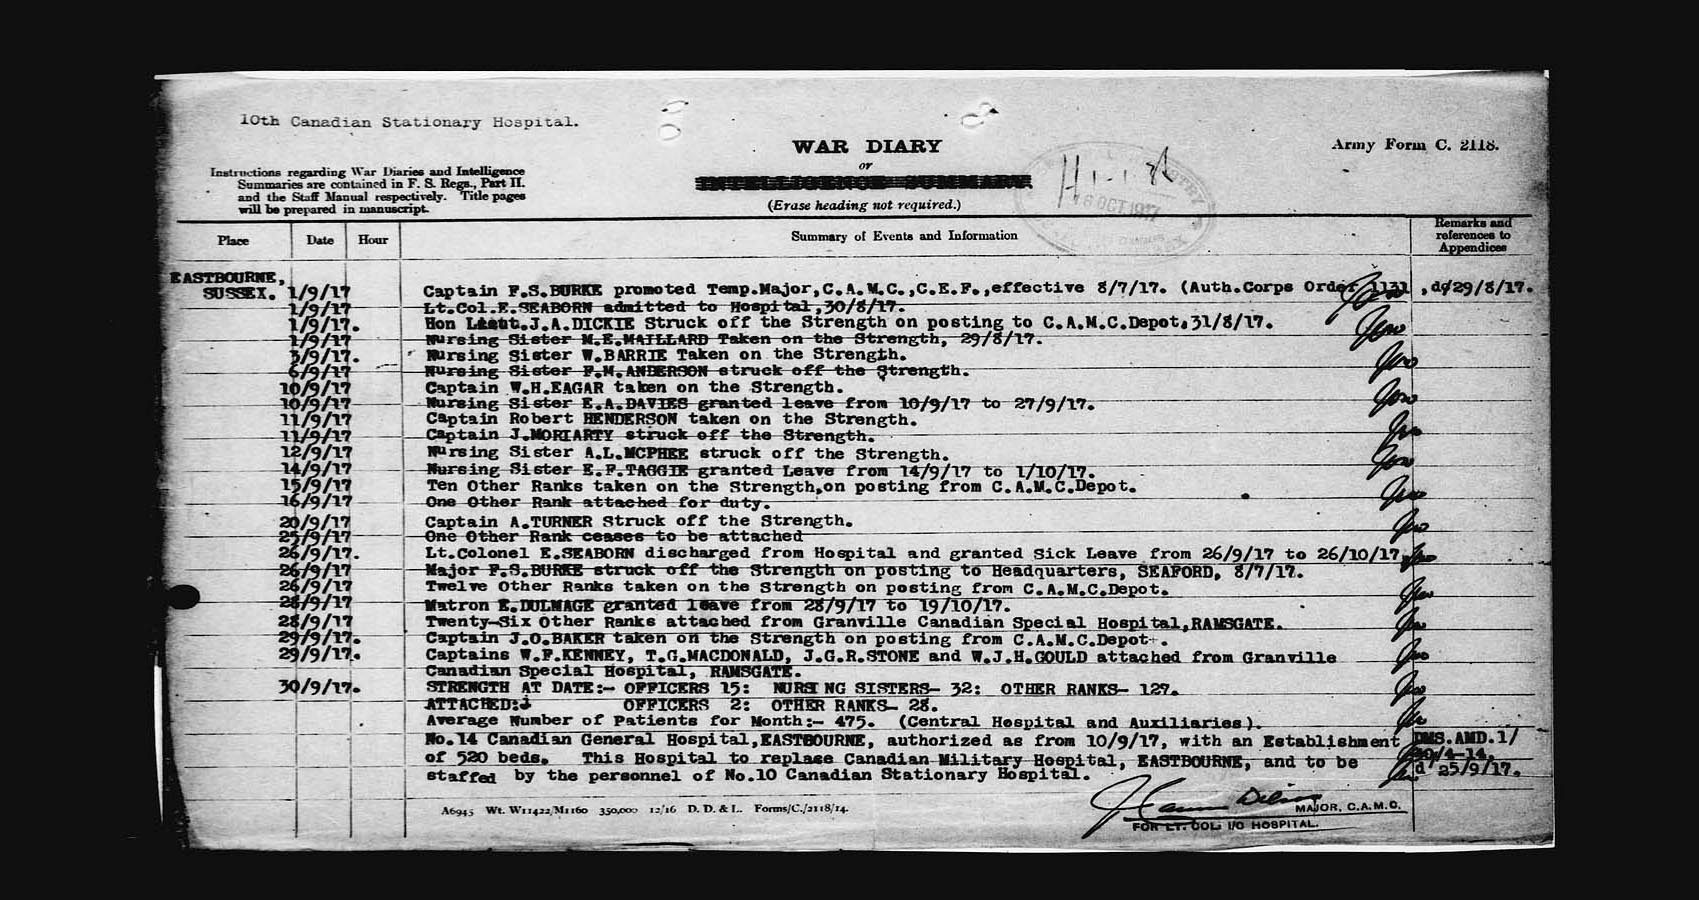 10th Canadian Stationary Hospital.
WAR DIARY
or
INTELLIGENCE SUMMARY.
(Erase heading not required.)
Army Form C. 2118.
Instructions regarding War Diaries and Intelligence
Summaries are contained in F. S. Regs., Part II.
and the Staff Manual respectively. Title pages
will be prepared in manuscript.
16 OCT 1917
Place Date Hour Summary of Events and Information Remarks and references to Appendices
EASTBOURNE,
SUSSEX. 1/9/17 Captain F.S.BURKE promoted Temp.Major,C.A.M.C.,C.E.F.,effective 8/7/17. (Auth.Corps Order 1131 ,d/29/8/17.
1/9/17 Lt.Col.E.SEABORN admitted to Hospital,30/8/17.
1/9/17. Hon Lieut.J.A.DICKIE Struck off the Strength on posting to C.A.M.C.Depot,31/8/17.
1/9/17 Nursing Sister M.E.MAILLARD Taken on the Strength, 29/8/17.
3/9/17. Nursing Sister W.BARRIE Taken on the Strength.
6/9/17 Nursing Sister F.M.ANDERSON struck off the Strength.
10/9/17 Captain W.H.EAGAR taken on the Strength.
10/9/17 Nursing Sister E.A.DAVIES granted leave from 10/9/17 to 27/9/17.
11/9/17 Captain Robert HENDERSON taken on the Strength.
11/9/17 Captain J.MORIARTY struck off the Strength.
12/9/17 Nursing Sister A.L.MCPHEE struck off the Strength.
14/9/17 Nursing Sister E.F.TAGGIE granted Leave from 14/9/17 to 1/10/17.
15/9/17 Ten Other Ranks taken on the Strength,on posting from C.A.M.C.Depot.
16/9/17 One Other Rank attached for duty.
20/9/17 Captain A.TURNER Struck off the Strength.
25/9/17 One Other Rank ceases to be attached
26/9/17. Lt.Colonel E.SEABORN discharged from Hospital and granted Sick Leave from 26/9/17 to 26/10/17.
26/9/17 Major F.S.BURKE struck off the Strength on posting to Headquarters, SEAFORD, 8/7/17.
26/9/17 Twelve Other Ranks taken on the Strength on posting from C.A.M.C.Depot.
28/9/17 Matron E.DULMAGE granted leave from 28/9/17 to 19/10/17.
28/9/17 Twenty-Six Other Ranks attached from Granville Canadian Special Hospital,RAMSGATE.
29/9/17. Captain J.O.BAKER taken on the Strength on posting from C.A.M.C.Depot.
29/9/17. Captains W.F.KENNEY, T.G.MACDONALD, J.G.R.STONE and W.J.H.GOULD attached from Granville
Canadian Special Hospital, RAMSGATE.
30/9/17. STRENGTH AT DATE:- OFFICERS 15: NURSING SISTERS- 32: OTHER RANKS- 127.
ATTACHED: OFFICERS 2: OTHER RANKS- 28.
Average Number of Patients for Month:- 475. (Central Hospital and Auxiliaries).
No.14 Canadian General Hospital,EASTBOURNE, authorized as from 10/9/17, with an Establishment DMS.AMD.1/
of 520 beds. This Hospital to replace Canadian Military Hospital, EASTBOURNE, and to be 20/4-14,
staffed by the personnel of No.10 Canadian Stationary Hospital. d 25/9/17.
A6945 Wt. W11422/M1160 350,000 12/16 D. D. & L. Forms/C./2118/14.
MAJOR, C.A.M.C.
FOR LT. COL. I/C HOSPITAL.